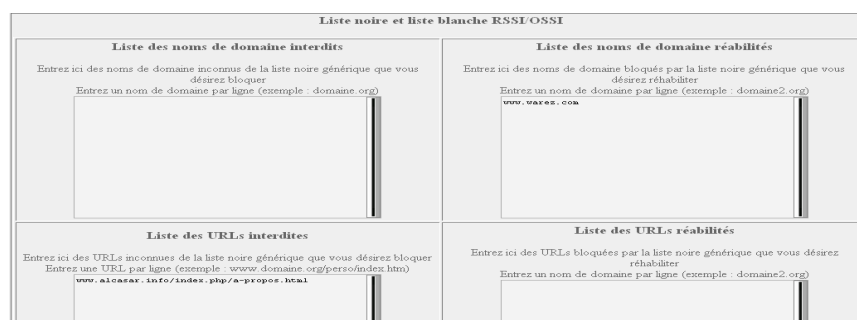 Liste noire et liste blanche RSSI/OSSI
Liste des noms de domaine interdits
Entrez ici des noms de domaine inconnus de la liste noire générique que vous
désirez bloquer
Entrez un nom de domaine par ligne (exemple : domaine.org)
Liste des noms de domaine réabilités
Entrez ici des noms de domaine bloqués par la liste noire générique que vous
désirez réhabiliter
Entrez un nom de domaine par ligne (exemple : domaine2.org)
www.warez.com
Liste des URLs interdites
Entrez ici des URLs inconnues de la liste noire générique que vous désirez bloquer
Entrez une URL par ligne (exemple : www.domaine.org/perso/index.htm)
www.alcasar.info/index.php/a-propos.html
Liste des URLs réabilités
Entrez ici des URLs bloquées par la liste noire générique que vous désirez
réhabiliter
Entrez un nom de domaine par ligne (exemple : domaine2.org)